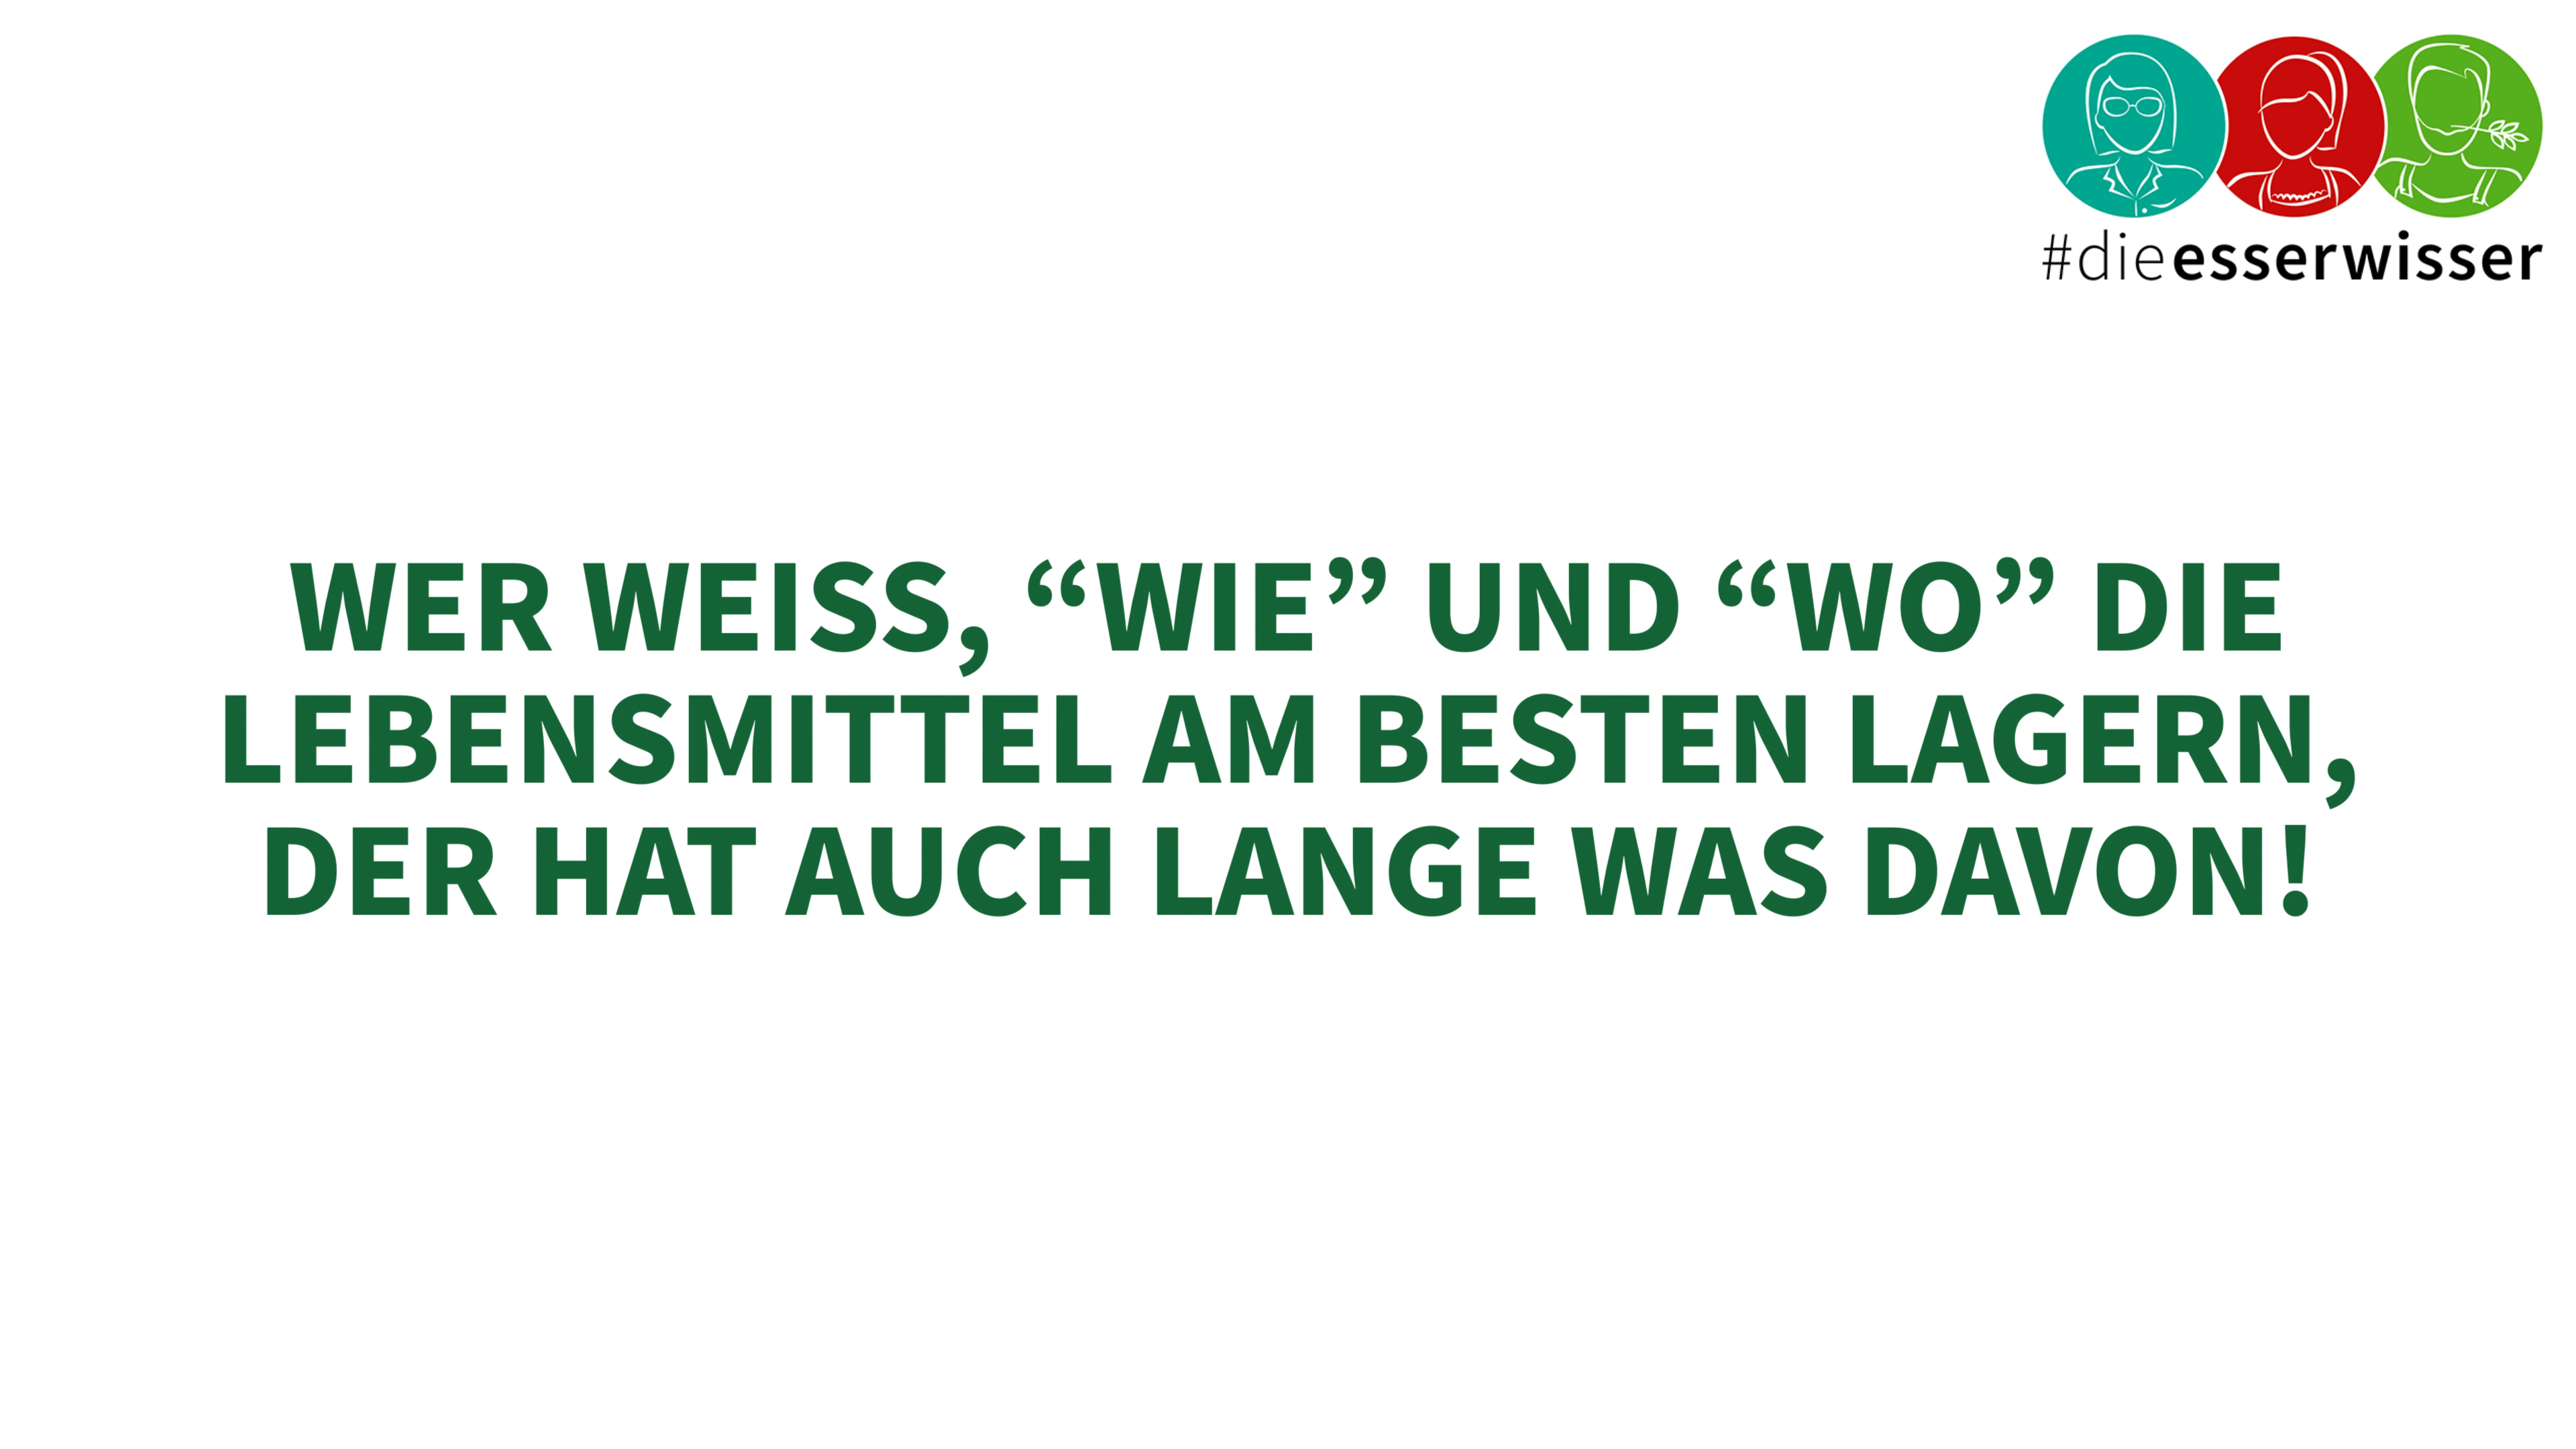 #dieesserwisser
WER WEISS, “WIE” UND “WO” DIE
LEBENSMITTEL AM BESTEN LAGERN,
DER HAT AUCH LANGE WAS DAVON!